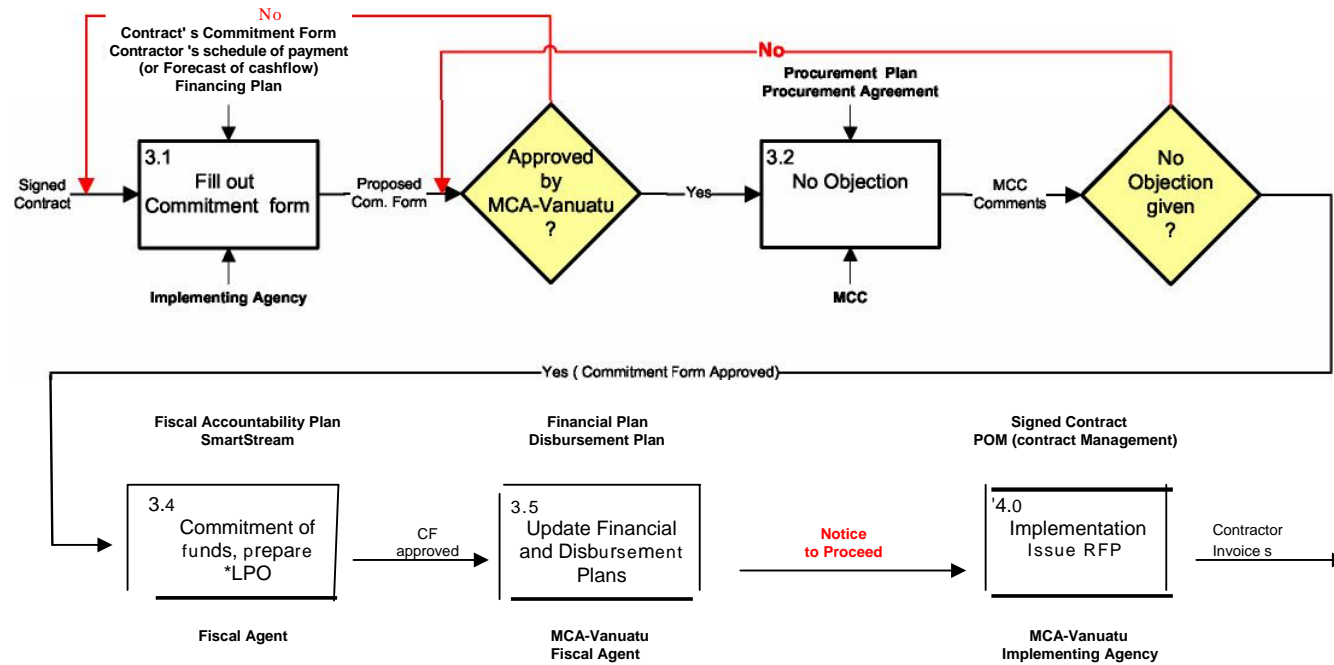 No
Contract' s Commitment Form
Contractor 's schedule of payment
(or Forecast of cashflow)
Financing Plan
No
Procurement Plan
Procurement Agreement
Signed
Contract
3.1
Fill out
Commitment form
Proposed
Com. Form
Approved
by
MCA-Vanuatu
?
Yes
3.2
No Objection
MCC
Comments
No
Objection
given
?
Implementing Agency
MCC
Yes ( Commitment Form Approved)
Fiscal Accountability Plan
SmartStream
Financial Plan
Disbursement Plan
Signed Contract
POM (contract Management)
3.4
Commitment of
funds, prepare
*LPO
CF
approved
3.5
Update Financial
and Disbursement
Plans
Notice
to Proceed
'4.0
Implementation
Issue RFP
Contractor
Invoice s
Fiscal Agent
MCA-Vanuatu
Fiscal Agent
MCA-Vanuatu
Implementing Agency